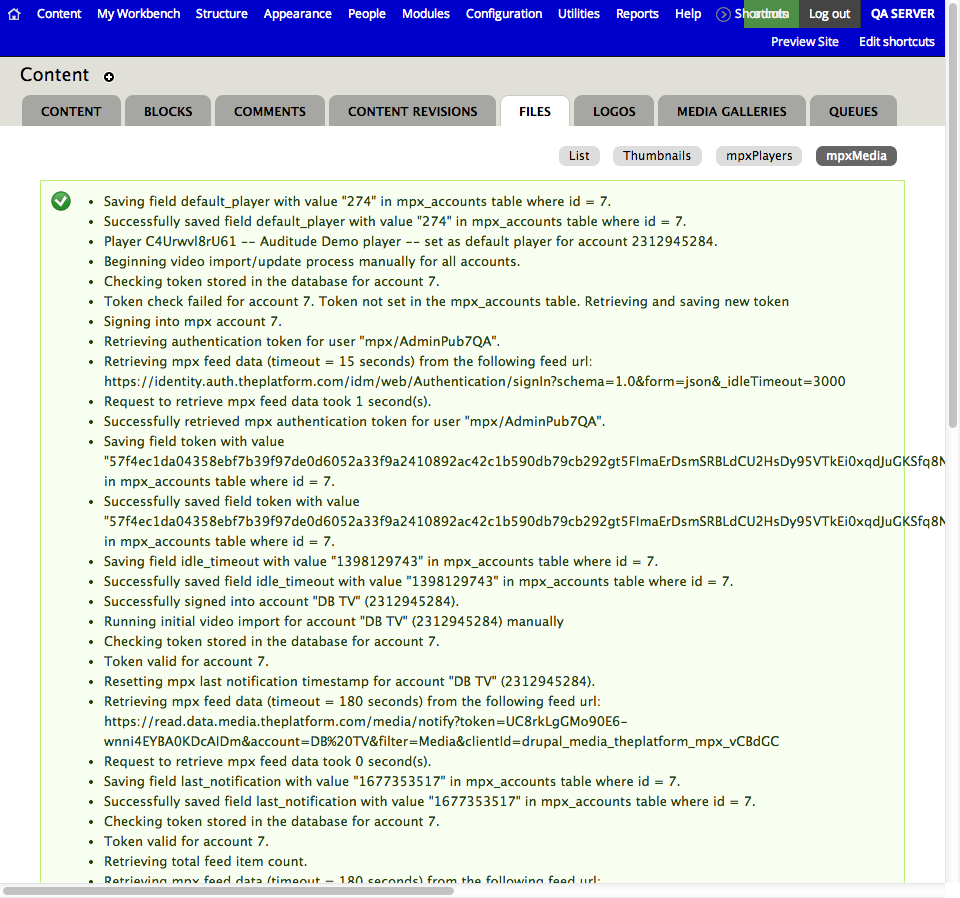 Content My Workbench Structure Appearance People Modules Configuration Utilities Reports Help Shortcuts Log out QA SERVER
Preview Site Edit shortcuts
Content
CONTENT BLOCKS COMMENTS CONTENT REVISIONS FILES LOGOS MEDIA GALLERIES QUEUES
List Thumbnails mpxPlayers mpxMedia
• Saving field default_player with value "274" in mpx_accounts table where id = 7.
• Successfully saved field default_player with value "274" in mpx_accounts table where id = 7.
• Player C4Urwvl8rU61 -- Auditude Demo player -- set as default player for account 2312945284.
• Beginning video import/update process manually for all accounts.
• Checking token stored in the database for account 7.
• Token check failed for account 7. Token not set in the mpx_accounts table. Retrieving and saving new token
• Signing into mpx account 7.
• Retrieving authentication token for user "mpx/AdminPub7QA".
• Retrieving mpx feed data (timeout = 15 seconds) from the following feed url:
https://identity.auth.theplatform.com/idm/web/Authentication/signIn?schema=1.0&form=json&_idleTimeout=3000
• Request to retrieve mpx feed data took 1 second(s).
• Successfully retrieved mpx authentication token for user "mpx/AdminPub7QA".
• Saving field token with value
"57f4ec1da04358ebf7b39f97de0d6052a33f9a2410892ac42c1b590db79cb292gt5FImaErDsmSRBLdCU2HsDy95VTkEi0xqdJuGKSfq8N
in mpx_accounts table where id = 7.
• Successfully saved field token with value
"57f4ec1da04358ebf7b39f97de0d6052a33f9a2410892ac42c1b590db79cb292gt5FImaErDsmSRBLdCU2HsDy95VTkEi0xqdJuGKSfq8N
in mpx_accounts table where id = 7.
• Saving field idle_timeout with value "1398129743" in mpx_accounts table where id = 7.
• Successfully saved field idle_timeout with value "1398129743" in mpx_accounts table where id = 7.
• Successfully signed into account "DB TV" (2312945284).
• Running initial video import for account "DB TV" (2312945284) manually
• Checking token stored in the database for account 7.
• Token valid for account 7.
• Resetting mpx last notification timestamp for account "DB TV" (2312945284).
• Retrieving mpx feed data (timeout = 180 seconds) from the following feed url:
https://read.data.media.theplatform.com/media/notify?token=UC8rkLgGMo90E6-
wnni4EYBA0KDcAIDm&account=DB%20TV&filter=Media&clientId=drupal_media_theplatform_mpx_vCBdGC
• Request to retrieve mpx feed data took 0 second(s).
• Saving field last_notification with value "1677353517" in mpx_accounts table where id = 7.
• Successfully saved field last_notification with value "1677353517" in mpx_accounts table where id = 7.
• Checking token stored in the database for account 7.
• Token valid for account 7.
• Retrieving total feed item count.
• Retrieving mpx feed data (timeout = 180 seconds) from the following feed url: